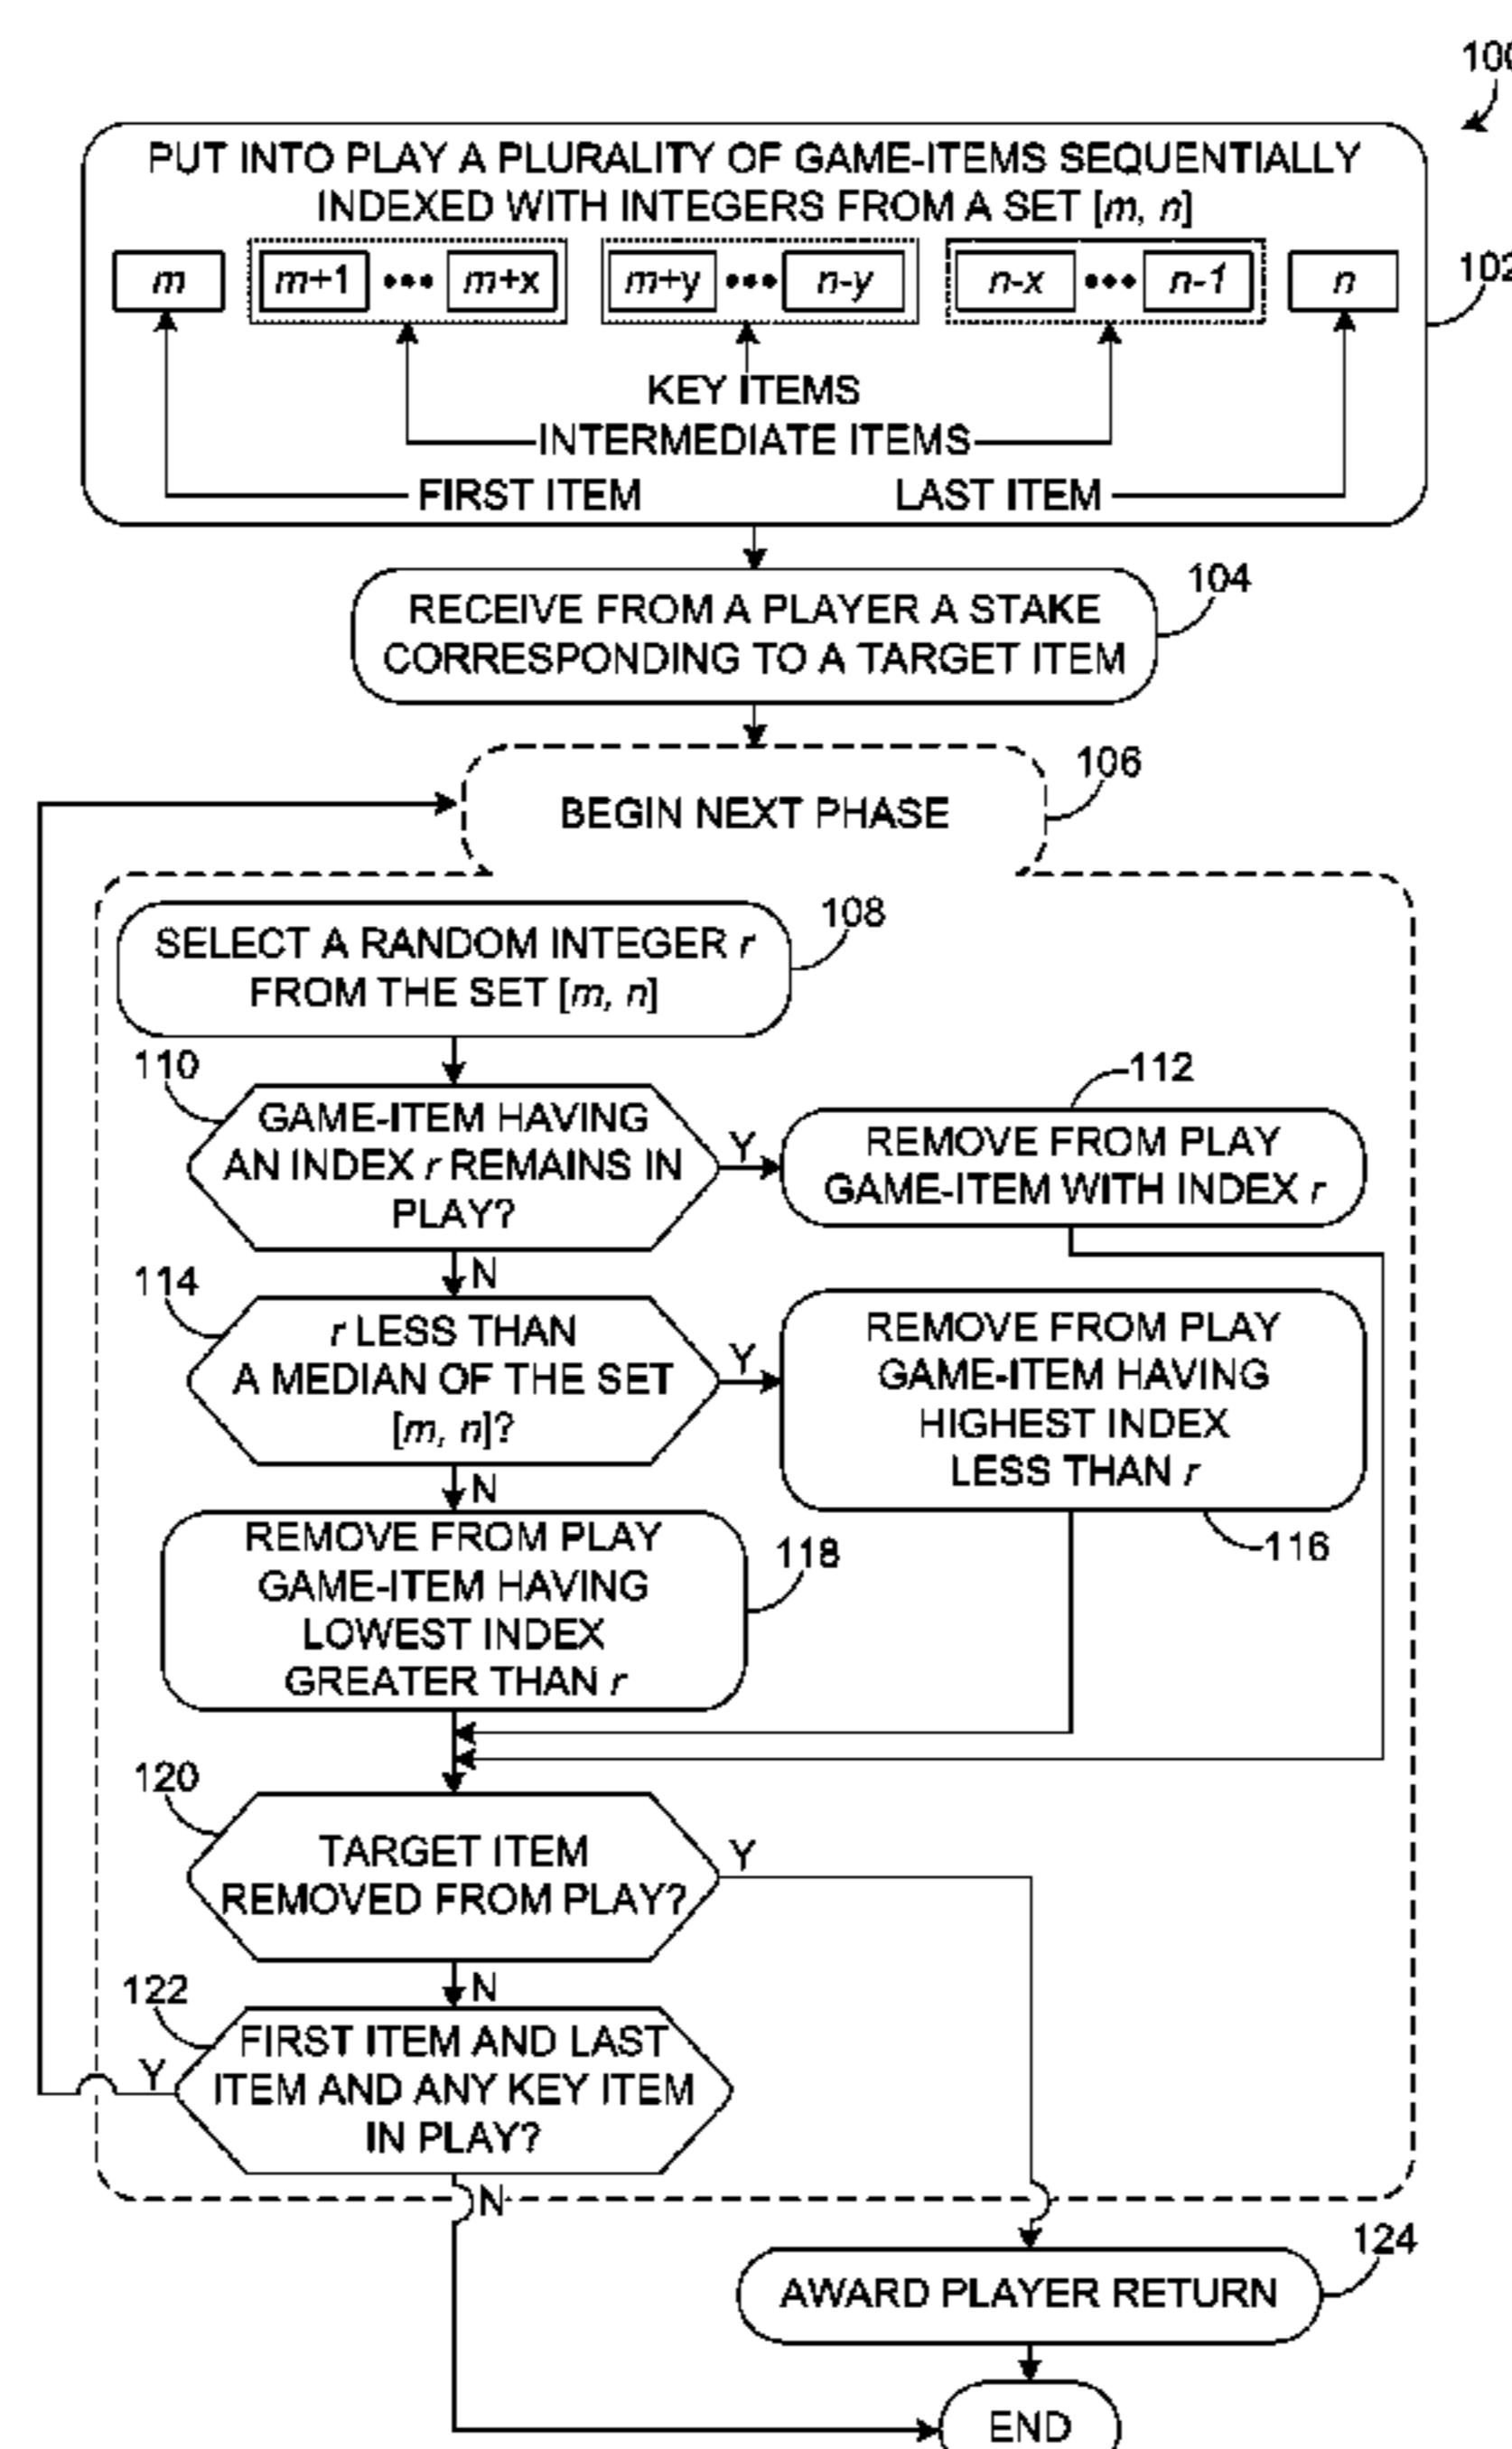 100
PUT INTO PLAY A PLURALITY OF GAME-ITEMS SEQUENTIALLY
INDEXED WITH INTEGERS FROM A SET [m, n]
m m+1 ••• m+x m+y ••• n-y n-x ••• n-1 n
102
KEY ITEMS
INTERMEDIATE ITEMS
FIRST ITEM LAST ITEM
104
RECEIVE FROM A PLAYER A STAKE
CORRESPONDING TO A TARGET ITEM
106
BEGIN NEXT PHASE
108
SELECT A RANDOM INTEGER r
FROM THE SET [m, n]
110
GAME-ITEM HAVING
AN INDEX r REMAINS IN
PLAY?
Y
N
112
REMOVE FROM PLAY
GAME-ITEM WITH INDEX r
114
r LESS THAN
A MEDIAN OF THE SET
[m, n]?
Y
N
REMOVE FROM PLAY
GAME-ITEM HAVING
HIGHEST INDEX
LESS THAN r
116
REMOVE FROM PLAY
GAME-ITEM HAVING
LOWEST INDEX
GREATER THAN r
118
120
TARGET ITEM
REMOVED FROM PLAY?
Y
N
122
FIRST ITEM AND LAST
ITEM AND ANY KEY ITEM
IN PLAY?
Y
N
124
AWARD PLAYER RETURN
END